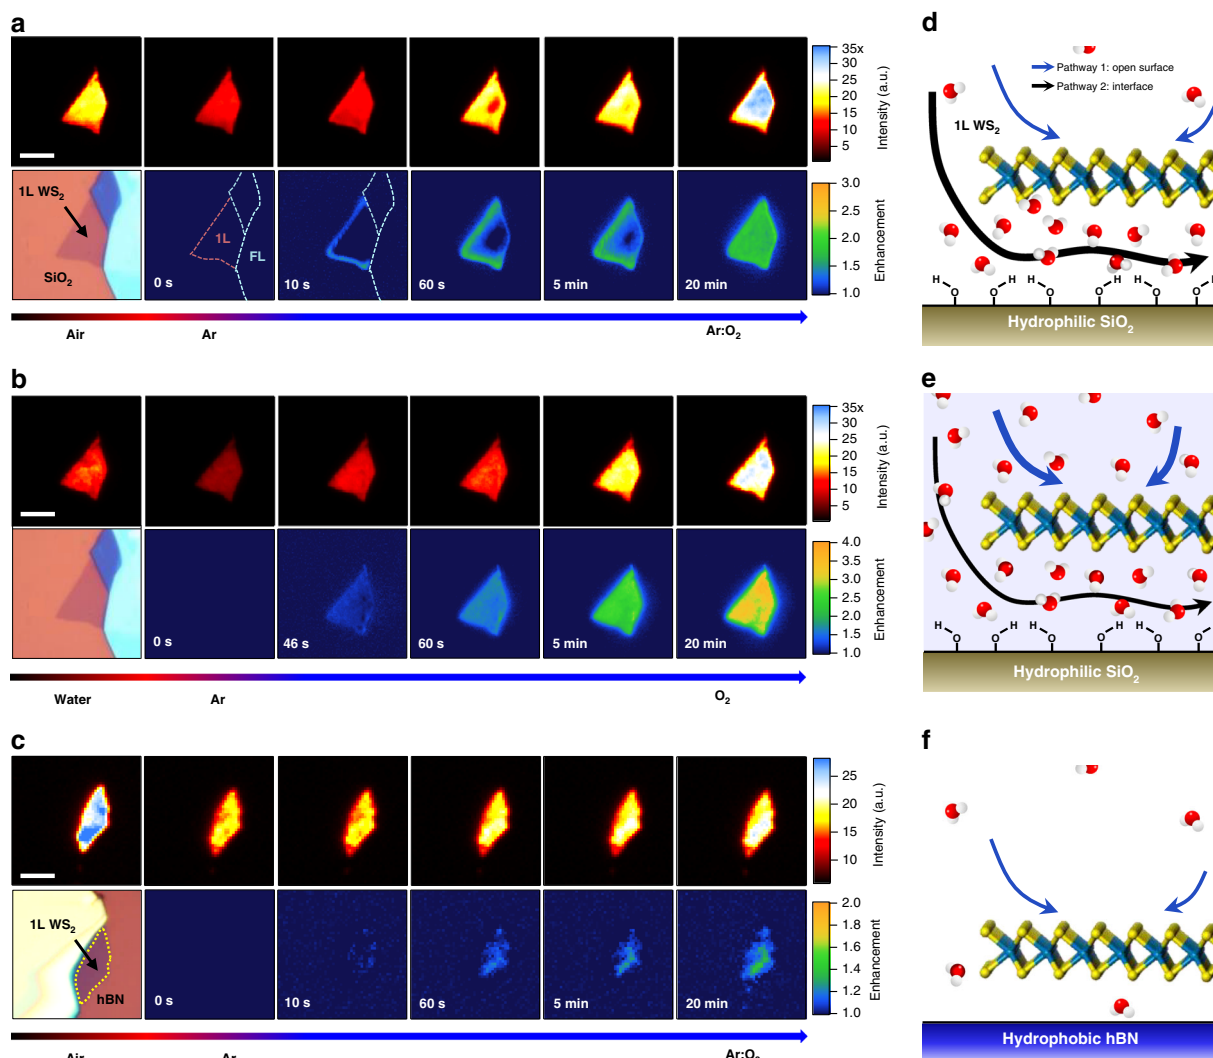 a
35x
30
25
20
15
10
5
Intensity (a.u.)
1L WS2
SiO2
0 s
1L
FL
10 s
60 s
5 min
20 min
3.0
2.5
2.0
1.5
1.0
Enhancement
Air
Ar
Ar:O2
d
Pathway 1: open surface
Pathway 2: interface
1L WS2
H H H H H H
O O O O O O
Hydrophilic SiO2
b
35x
30
25
20
15
10
5
Intensity (a.u.)
0 s
46 s
60 s
5 min
20 min
4.0
3.5
3.0
2.5
2.0
1.5
1.0
Enhancement
Water
Ar
O2
e
H H H H H H
O O O O O O
Hydrophilic SiO2
c
25
20
15
10
Intensity (a.u.)
1L WS2
hBN
0 s
10 s
60 s
5 min
20 min
2.0
1.8
1.6
1.4
1.2
1.0
Enhancement
Air
Ar
Ar:O2
f
Hydrophobic hBN